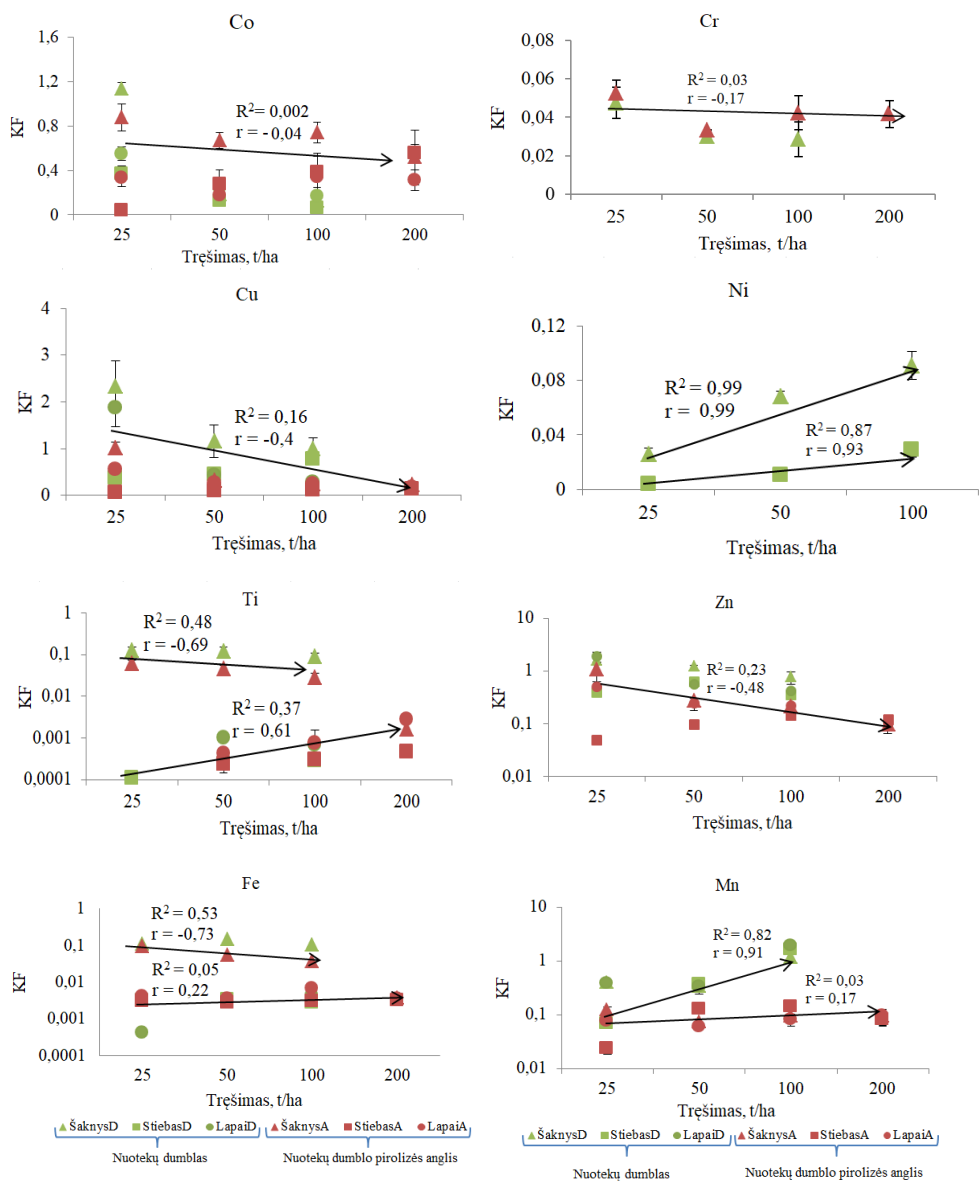 Co
1,6
1,2
0,8
0,4
0
KF
R² = 0,002
r = -0,04
25 50 100 200
Tręšimas, t/ha
Cr
0,08
0,06
0,04
0,02
0
KF
R² = 0,03
r = -0,17
25 50 100 200
Tręšimas, t/ha
Cu
4
3
2
1
0
KF
R² = 0,16
r = -0,4
25 50 100 200
Tręšimas, t/ha
Ni
0,12
0,08
0,04
0
KF
R² = 0,99
r = 0,99
R² = 0,87
r = 0,93
25 50 100
Tręšimas, t/ha
Ti
1
0,1
0,01
0,001
0,0001
KF
R² = 0,48
r = -0,69
R² = 0,37
r = 0,61
25 50 100 200
Tręšimas, t/ha
Zn
10
1
0,1
0,01
KF
R² = 0,23
r = -0,48
25 50 100 200
Tręšimas, t/ha
Fe
1
0,1
0,01
0,001
0,0001
KF
R² = 0,53
r = -0,73
R² = 0,05
r = 0,22
25 50 100 200
Tręšimas, t/ha
Mn
10
1
0,1
0,01
KF
R² = 0,82
r = 0,91
R² = 0,03
r = 0,17
25 50 100 200
Tręšimas, t/ha
ŠaknysD StiebasD LapaiD ŠaknysA StiebasA LapaiA
Nuotekų dumblas Nuotekų dumblo pirolizės anglis
ŠaknysD StiebasD LapaiD ŠaknysA StiebasA LapaiA
Nuotekų dumblas Nuotekų dumblo pirolizės anglis